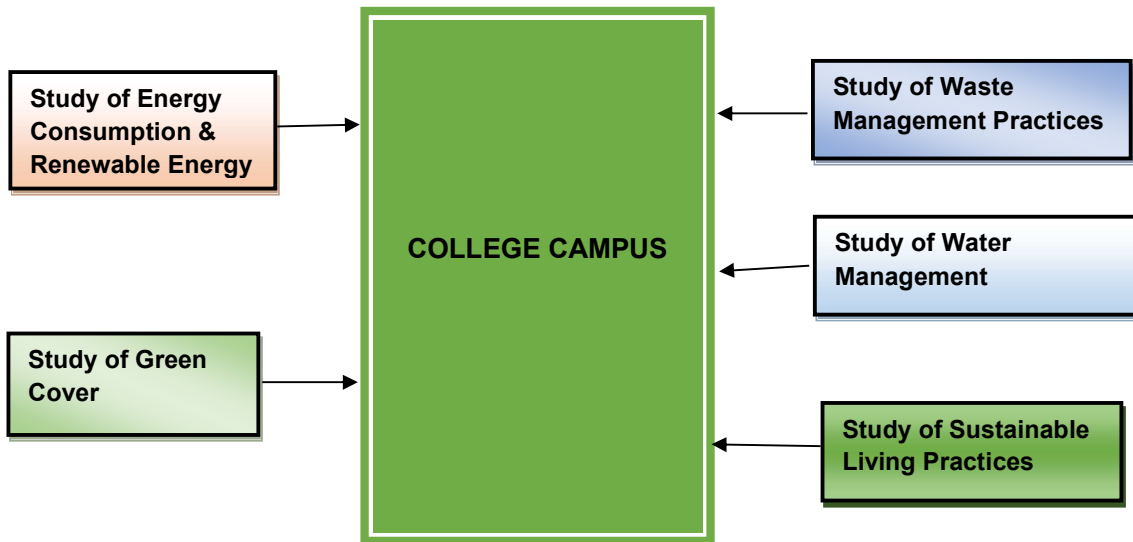 Study of Energy
Consumption &
Renewable Energy
Study of Green
Cover
COLLEGE CAMPUS
Study of Waste
Management Practices
Study of Water
Management
Study of Sustainable
Living Practices